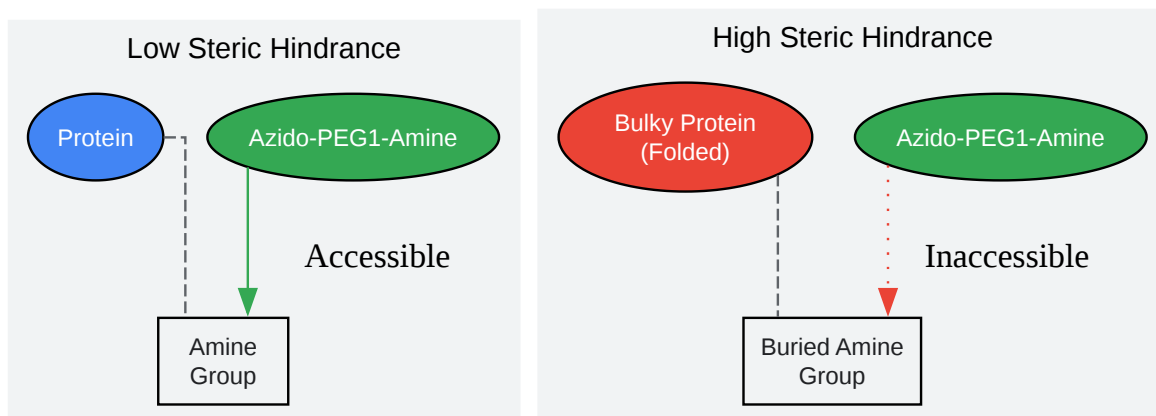 Low Steric Hindrance
Protein
Azido-PEG1-Amine
Accessible
Amine
Group
High Steric Hindrance
Bulky Protein
(Folded)
Azido-PEG1-Amine
Inaccessible
Buried Amine
Group